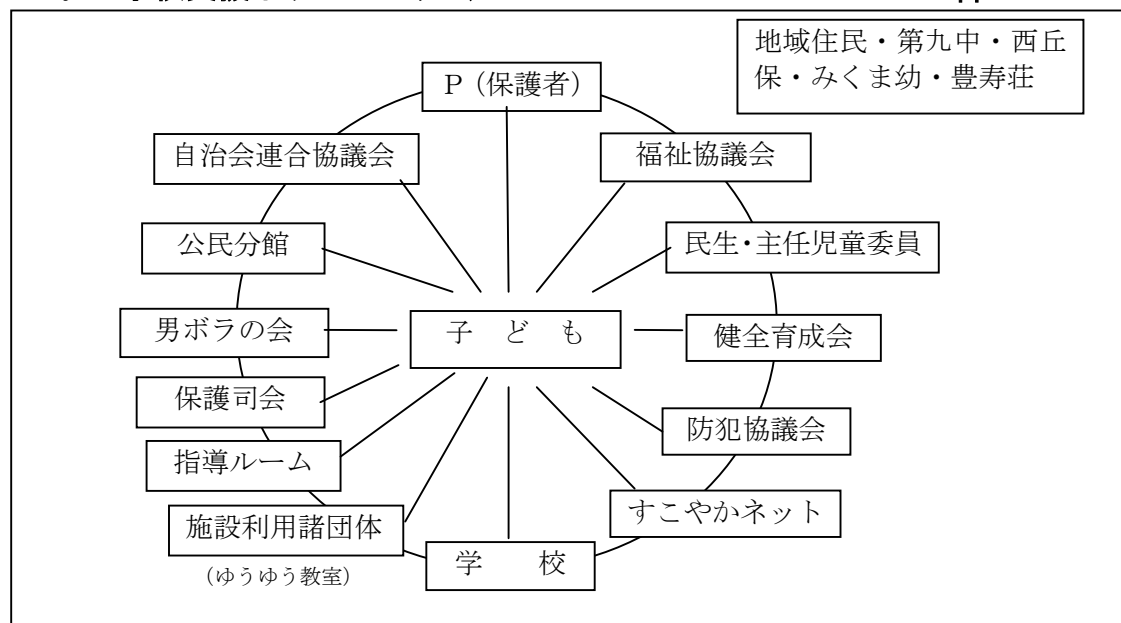 地域住民・第九中・西丘
保・みくま幼・豊寿荘
P（保護者）
自治会連合協議会
福祉協議会
公民分館
民生・主任児童委員
男ボラの会
子ども
健全育成会
保護司会
防犯協議会
指導ルーム
すこやかネット
施設利用諸団体
（ゆうゆう教室）
学校